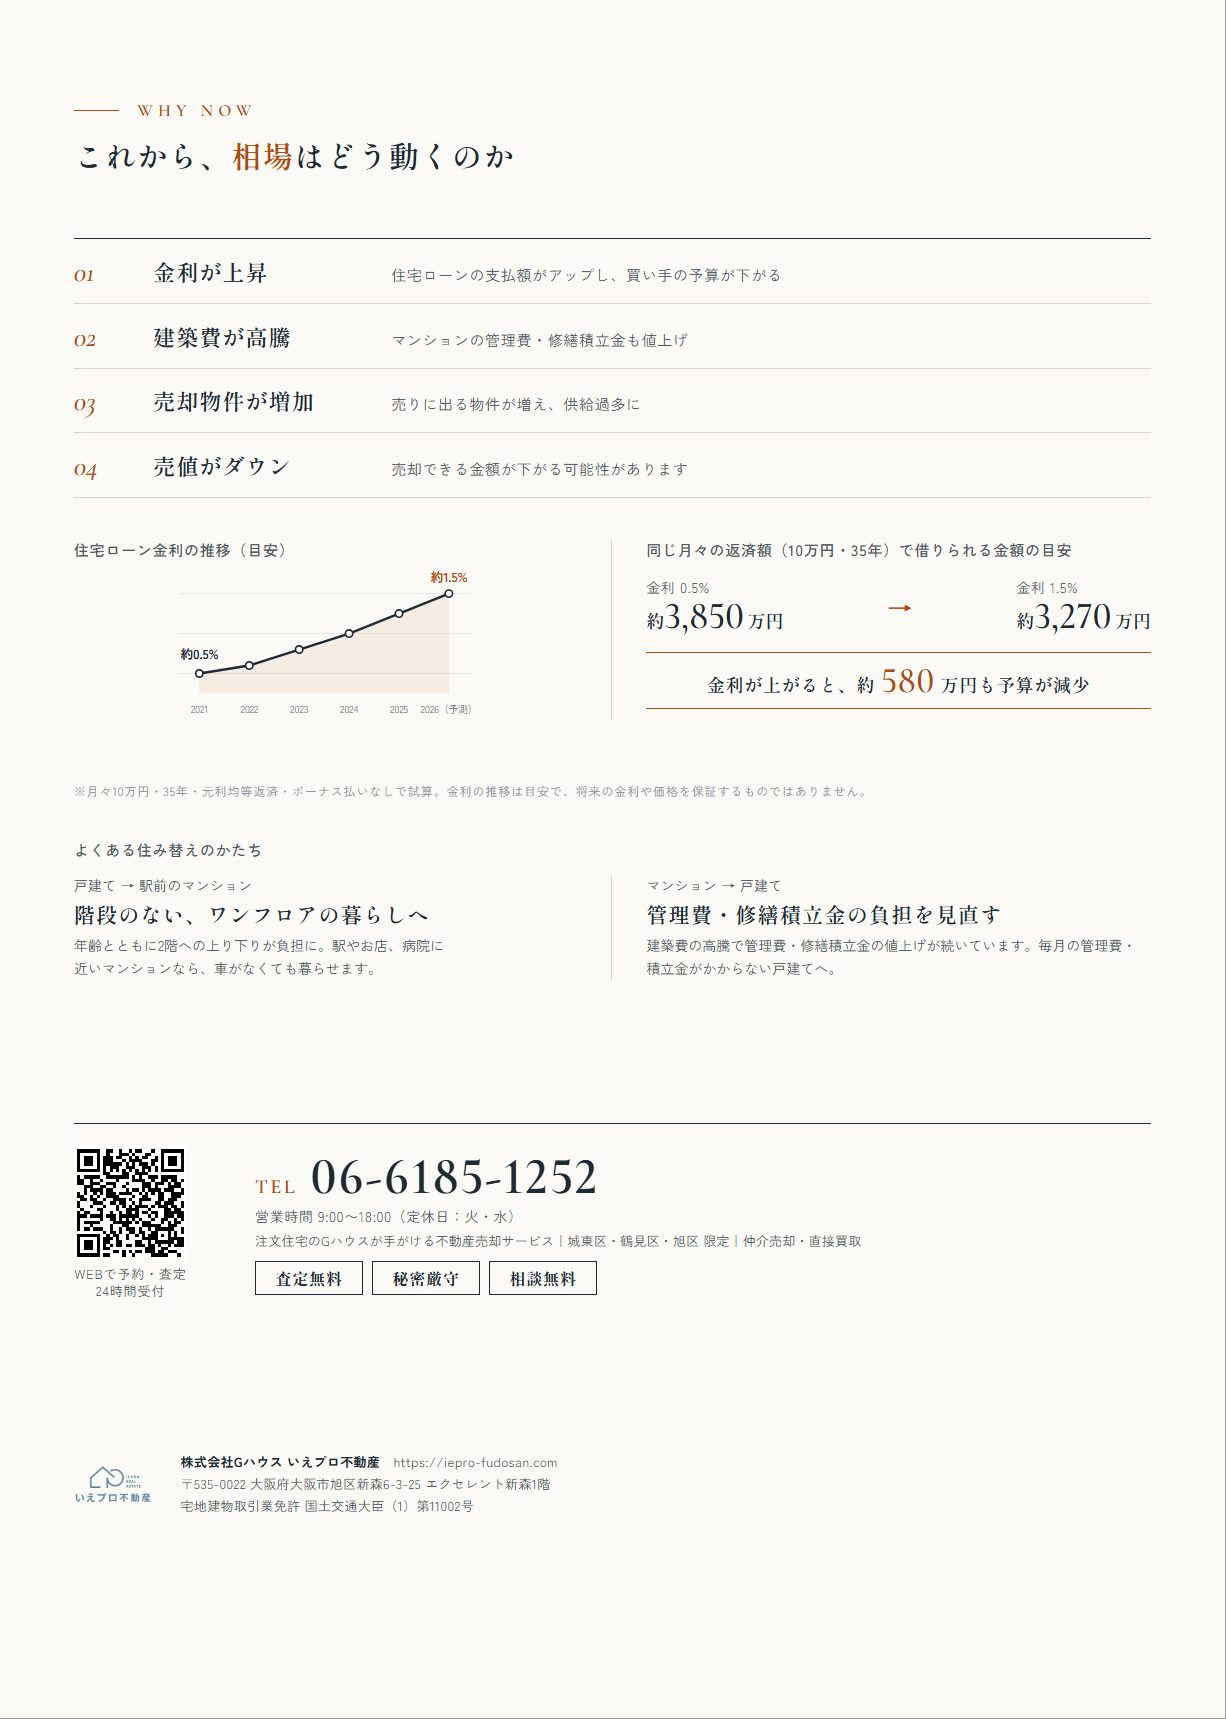 WHY NOW
これから、相場はどう動くのか
01 金利が上昇 住宅ローンの支払額がアップし、買い手の予算が下がる
02 建築費が高騰 マンションの管理費・修繕積立金も値上げ
03 売却物件が増加 売りに出る物件が増え、供給過多に
04 売値がダウン 売却できる金額が下がる可能性があります
住宅ローン金利の推移（目安）
約1.5%
約0.5%
2021 2022 2023 2024 2025 2026（予測）
同じ月々の返済額（10万円・35年）で借りられる金額の目安
金利 0.5%
約3,850万円
→
金利 1.5%
約3,270万円
金利が上がると、約 580 万円も予算が減少
※月々10万円・35年・元利均等返済・ボーナス払いなしで試算。金利の推移は目安で、将来の金利や価格を保証するものではありません。
よくある住み替えのかたち
戸建て → 駅前のマンション
階段のない、ワンフロアの暮らしへ
年齢とともに2階への上り下りが負担に。駅やお店、病院に
近いマンションなら、車がなくても暮らせます。
マンション → 戸建て
管理費・修繕積立金の負担を見直す
建築費の高騰で管理費・修繕積立金の値上げが続いています。毎月の管理費・
積立金がかからない戸建てへ。
WEBで予約・査定
24時間受付
TEL 06-6185-1252
営業時間 9:00〜18:00（定休日：火・水）
注文住宅のGハウスが手がける不動産売却サービス｜城東区・鶴見区・旭区 限定｜仲介売却・直接買取
査定無料 秘密厳守 相談無料
IEPRO
REAL
ESTATE
いえプロ不動産
株式会社Gハウス いえプロ不動産 https://iepro-fudosan.com
〒535-0022 大阪府大阪市旭区新森6-3-25 エクセレント新森1階
宅地建物取引業免許 国土交通大臣（1）第11002号